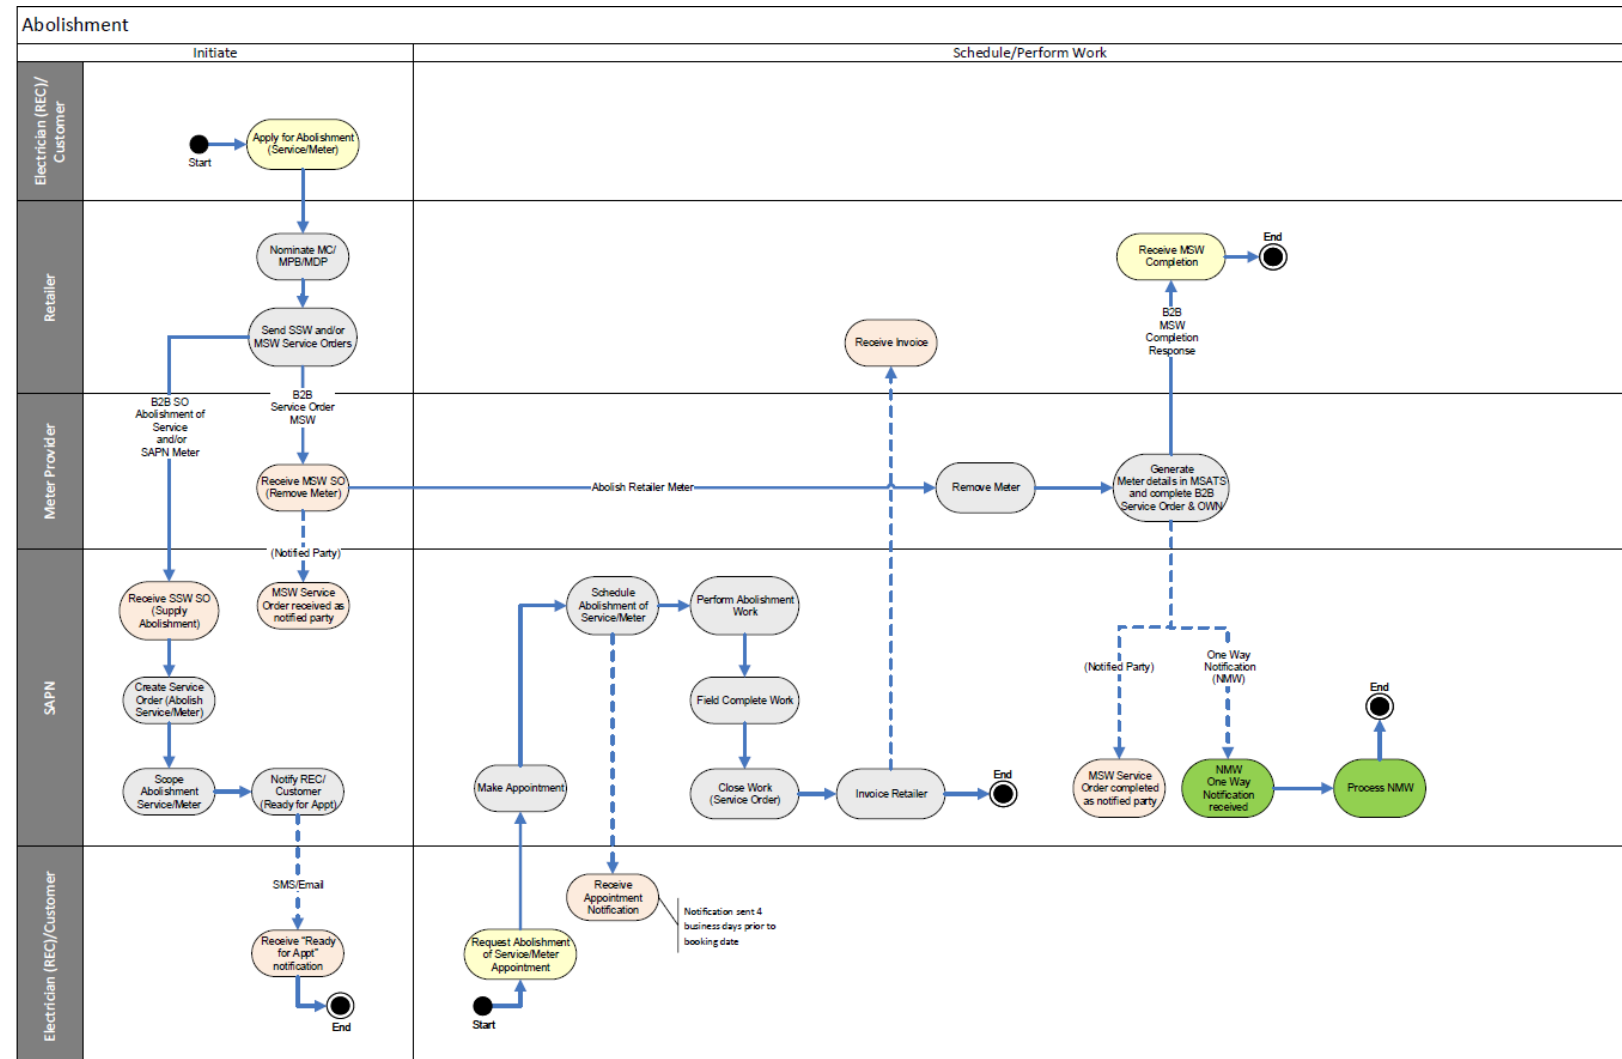 Abolishment
Initiate
Schedule/Perform Work
Electrician (REC)/
Customer
Start
Apply for Abolishment
(Service/Meter)
Retailer
Nominate MC/
MPB/MDP
Send SSW and/or
MSW Service Orders
Receive Invoice
Receive MSW
Completion
End
B2B
MSW
Completion
Response
B2B SO
Abolishment of
Service
and/or
SAPN Meter
B2B
Service Order
MSW
Meter Provider
Receive MSW SO
(Remove Meter)
Abolish Retailer Meter
Remove Meter
Generate
Meter details in MSATS
and complete B2B
Service Order & OWN
(Notified Party)
SAPN
Receive SSW SO
(Supply
Abolishment)
MSW Service
Order received as
notified party
Create Service
Order (Abolish
Service/Meter)
Scope
Abolishment
Service/Meter
Notify REC/
Customer
(Ready for Appt)
Schedule
Abolishment of
Service/Meter
Perform Abolishment
Work
Field Complete Work
Make Appointment
Close Work
(Service Order)
Invoice Retailer
End
(Notified Party)
One Way
Notification
(NMW)
MSW Service
Order completed
as notified party
NMW
One Way
Notification
received
Process NMW
End
Electrician (REC)/Customer
SMS/Email
Receive "Ready
for Appt"
notification
End
Receive
Appointment
Notification
Notification sent 4
business days prior to
booking date
Request Abolishment
of Service/Meter
Appointment
Start